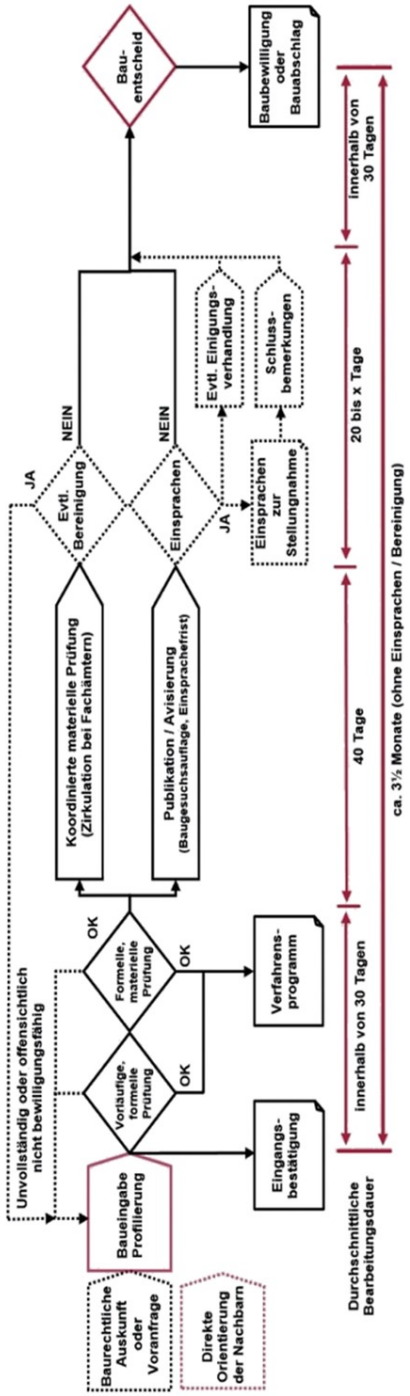 Baurechtliche
Auskunft
oder
Voranfrage
Direkte
Orientierung
der Nachbarn
Baueingabe
Profilierung
Unvollständig oder offensichtlich
nicht bewilligungsfähig
Vorläufige,
formelle
Prüfung
OK
Formelle,
materielle
Prüfung
OK
OK
Eingangs-
bestätigung
Verfahrens-
programm
Koordinierte materielle Prüfung
(Zirkulation bei Fachämtern)
Publikation / Avisierung
(Baugesuchsauflage, Einsprachefrist)
JA
Evtl.
Bereinigung
NEIN
Einsprachen
NEIN
JA
Einsprachen
zur
Stellungnahme
Evtl. Einigungs-
verhandlung
Schluss-
bemerkungen
Bau-
entscheid
Baubewilligung
oder
Bauabschlag
Durchschnittliche
Bearbeitungsdauer
innerhalb von 30 Tagen
40 Tage
20 bis x Tage
innerhalb von
30 Tagen
ca. 3½ Monate (ohne Einsprachen / Bereinigung)